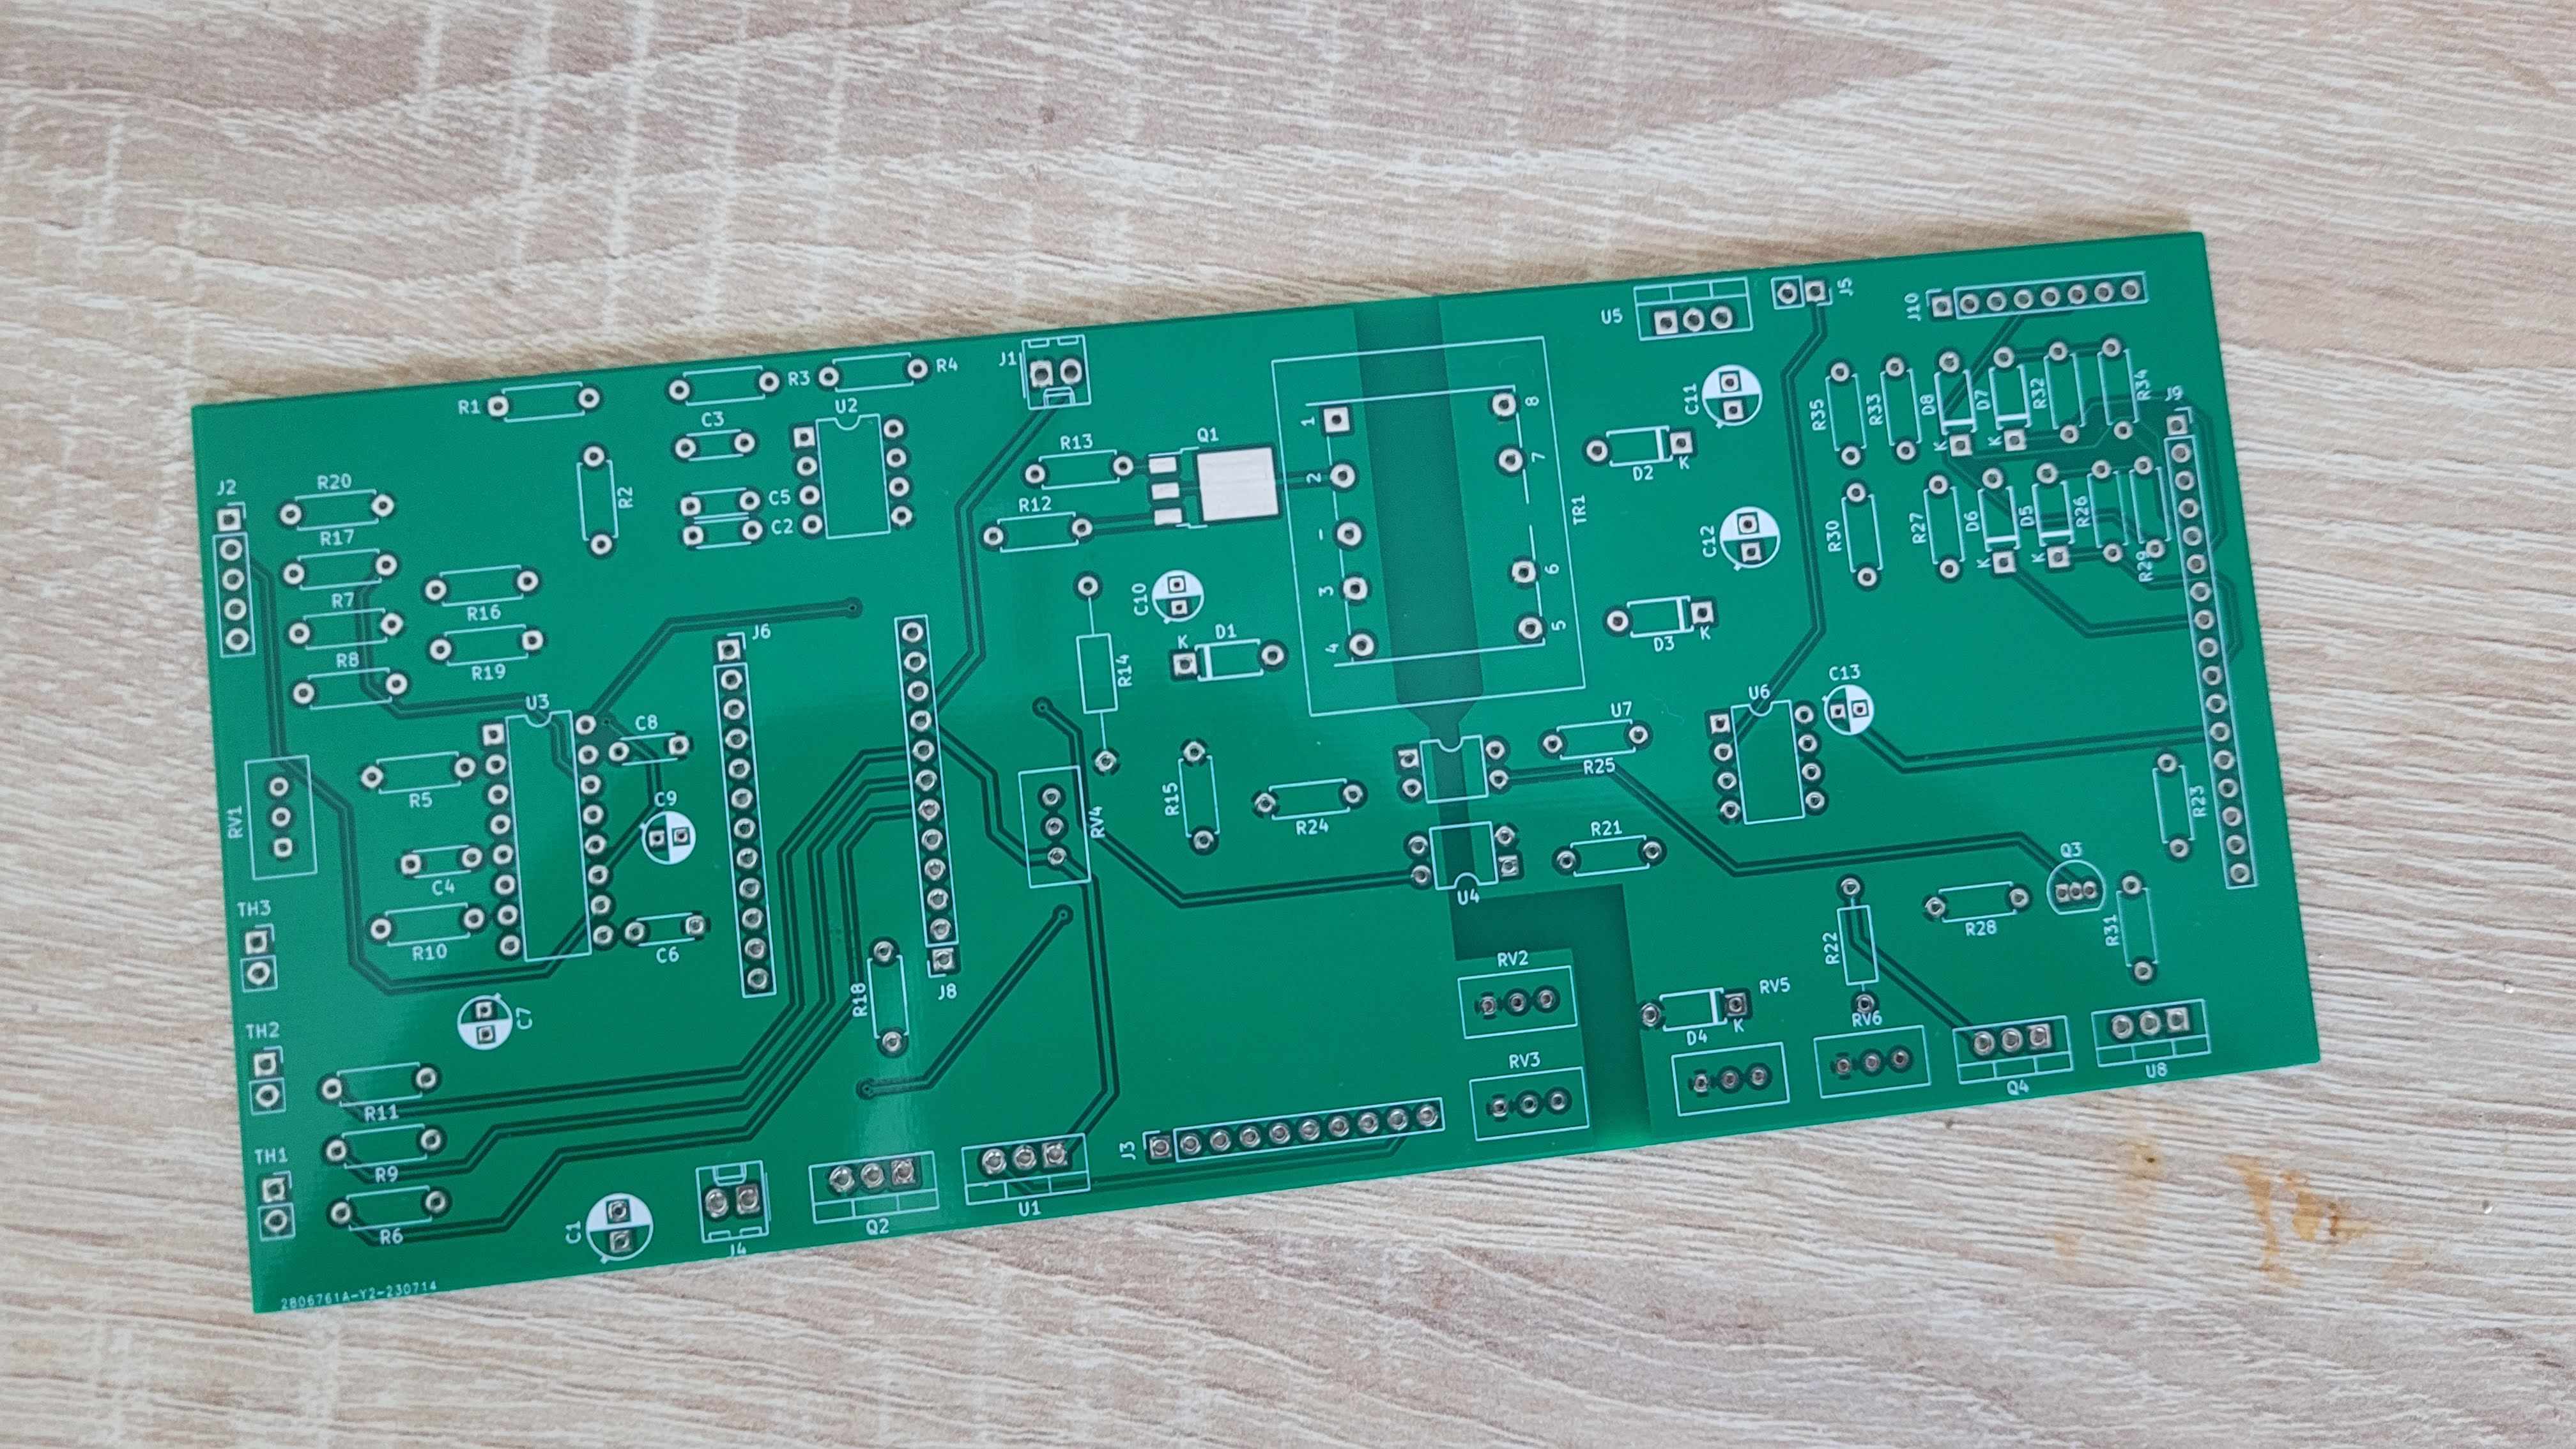 R1
R3
R4
J1
U5
J5
J10
C3
U2
R13
Q1
1
8
C11
R35
R33
D8
D7
R32
R34
J9
K
K
J2
R20
R2
C5
C2
R12
2
7
TR1
D2
K
C12
R30
R27
D6
D5
R26
R29
K
K
R17
R7
R16
C10
-
3
6
R8
R19
J6
K
D1
R14
4
5
D3
K
U3
C8
U7
R25
U6
C13
RV1
R5
C9
R15
R24
RV4
R21
R23
C4
U4
Q3
TH3
R10
C6
R18
J8
RV2
R22
R28
R31
TH2
C7
RV5
D4
K
RV6
RV3
R11
Q4
U8
TH1
R9
J3
R6
C1
J4
Q2
U1
2806761A-Y2-230714